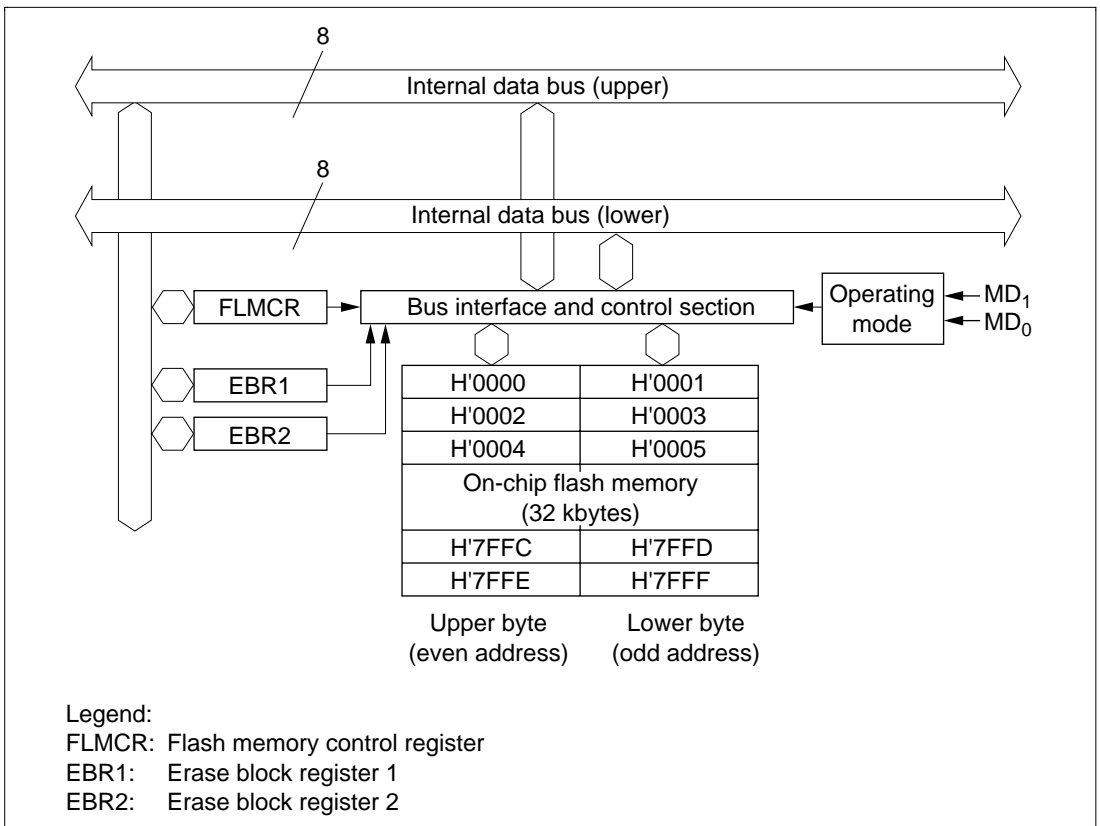 8
Internal data bus (upper)
8
Internal data bus (lower)
FLMCR
Bus interface and control section
Operating
mode
MD1
MD0
EBR1
EBR2
H'0000 H'0001
H'0002 H'0003
H'0004 H'0005
On-chip flash memory
(32 kbytes)
H'7FFC H'7FFD
H'7FFE H'7FFF
Upper byte
(even address)
Lower byte
(odd address)
Legend:
FLMCR: Flash memory control register
EBR1: Erase block register 1
EBR2: Erase block register 2